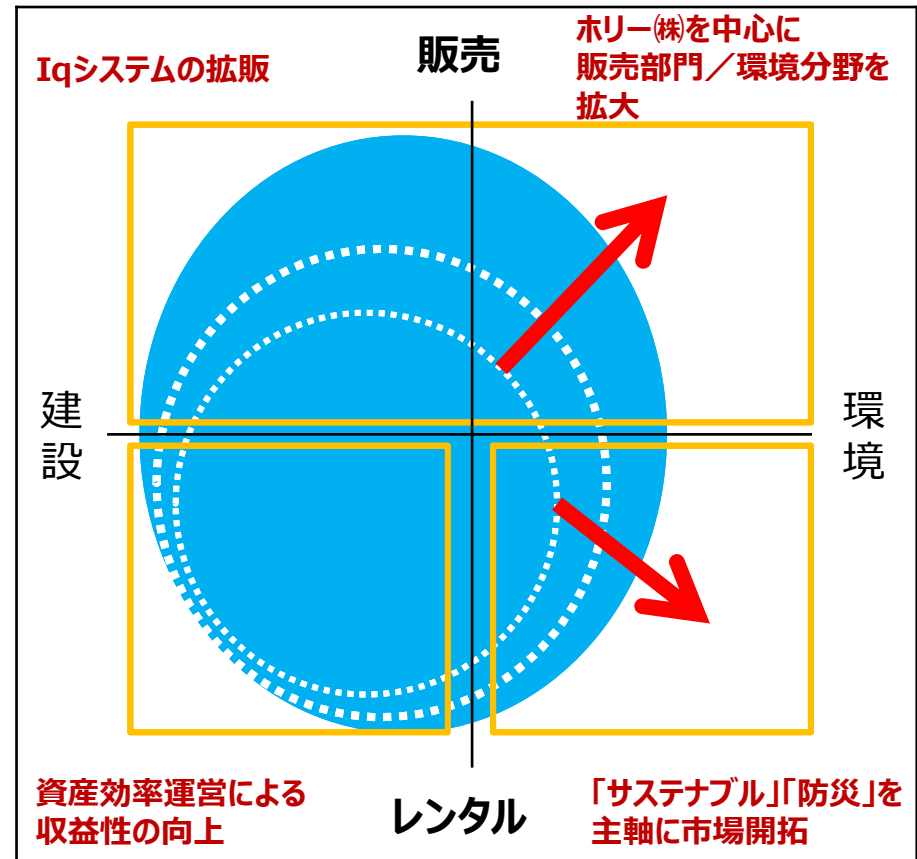 Iqシステムの拡販
販売
ホリー㈱を中心に
販売部門／環境分野を
拡大
建
設
環
境
資産効率運営による
収益性の向上
レンタル
「サステナブル」「防災」を
主軸に市場開拓